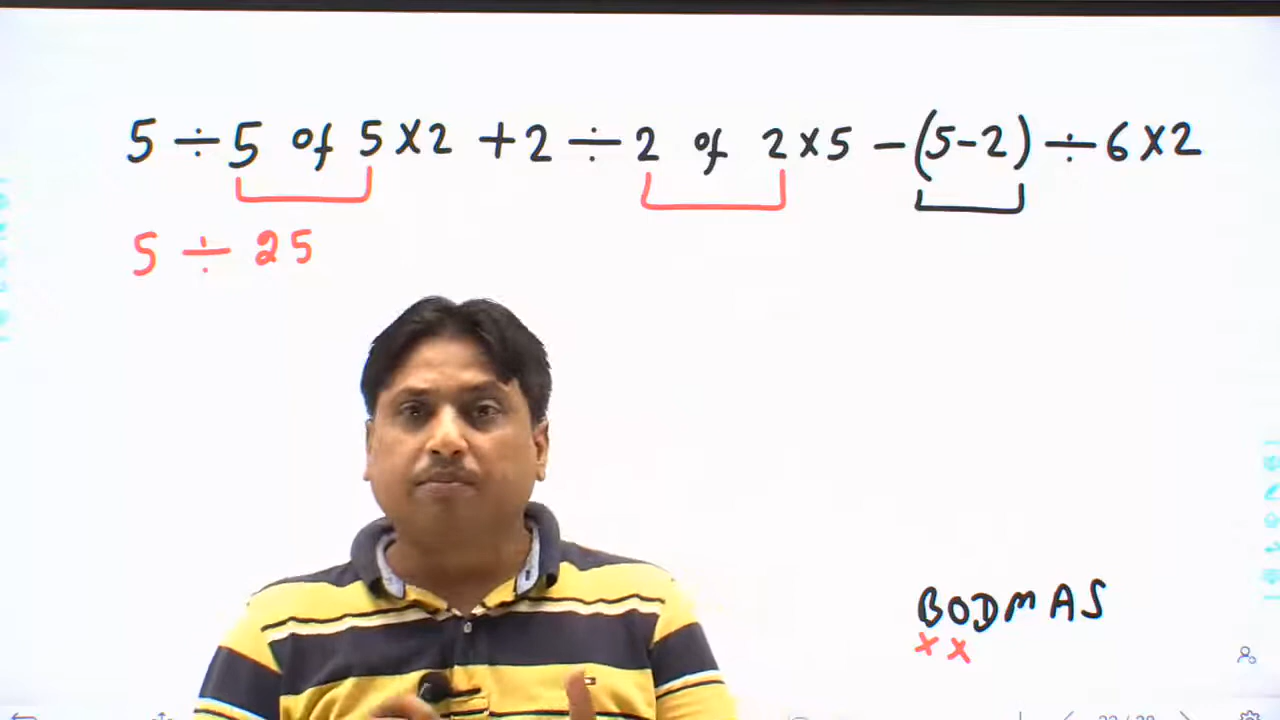 5 ÷ 5 of 5 × 2 + 2 ÷ 2 of 2 × 5 - (5 - 2) ÷ 6 × 2
5 ÷ 25
BODMAS
× ×